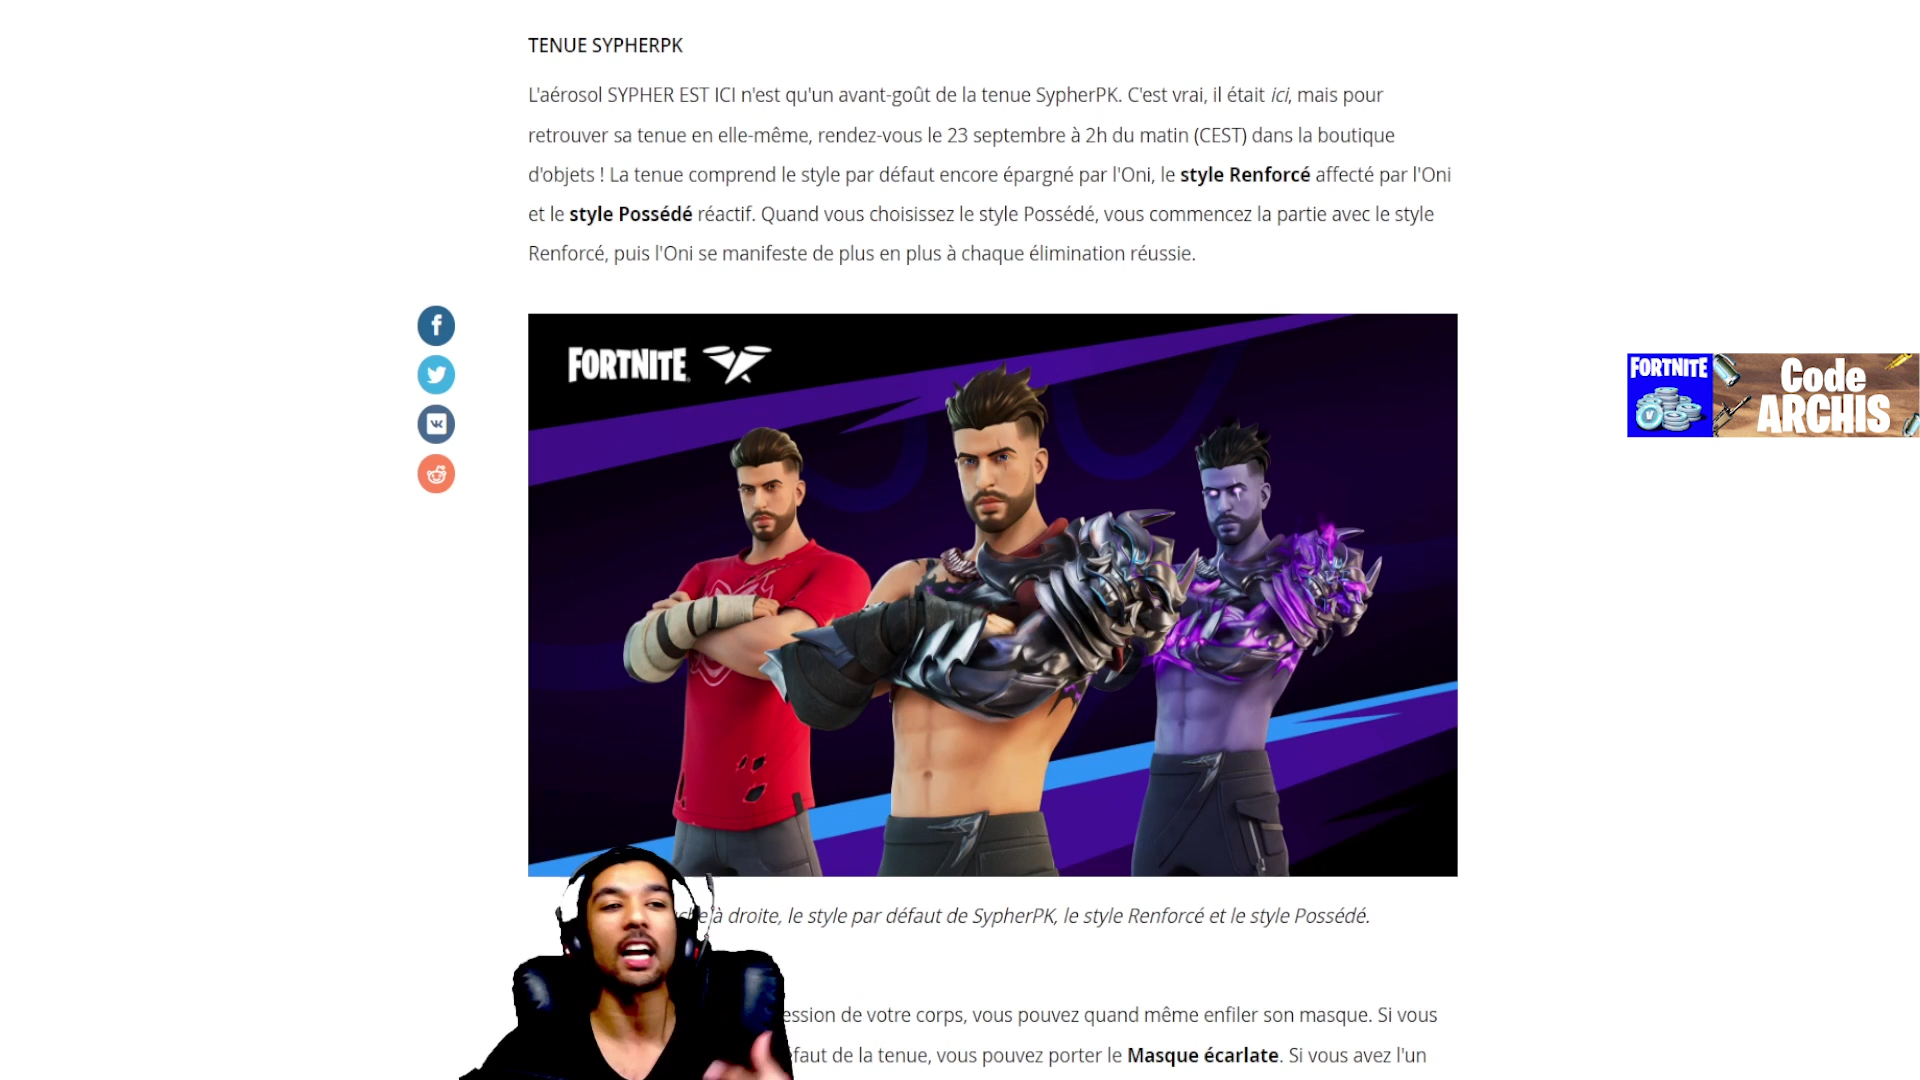 TENUE SYPHERPK
L'aérosol SYPHER EST ICI n'est qu'un avant-goût de la tenue SypherPK. C'est vrai, il était ici, mais pour
retrouver sa tenue en elle-même, rendez-vous le 23 septembre à 2h du matin (CEST) dans la boutique
d'objets ! La tenue comprend le style par défaut encore épargné par l'Oni, le style Renforcé affecté par l'Oni
et le style Possédé réactif. Quand vous choisissez le style Possédé, vous commencez la partie avec le style
Renforcé, puis l'Oni se manifeste de plus en plus à chaque élimination réussie.
FORTNITE
FORTNITE
Code
ARCHIS
à droite, le style par défaut de SypherPK, le style Renforcé et le style Possédé.
de votre corps, vous pouvez quand même enfiler son masque. Si vous
de la tenue, vous pouvez porter le Masque écarlate. Si vous avez l'un